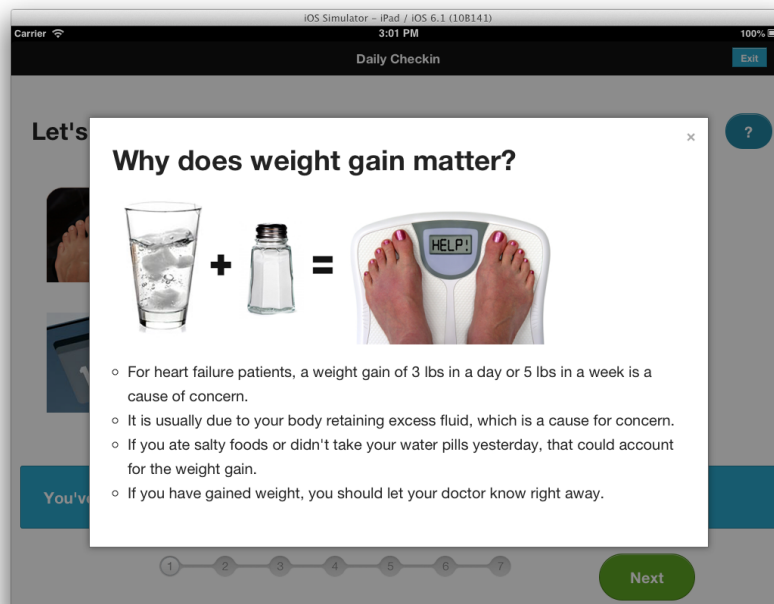 iOS Simulator – iPad / iOS 6.1 (10B141)
Carrier 3:01 PM 100%
Daily Checkin Exit
Let's
?
×
Why does weight gain matter?
+ =
HELP!
For heart failure patients, a weight gain of 3 lbs in a day or 5 lbs in a week is a
cause of concern.
It is usually due to your body retaining excess fluid, which is a cause for concern.
If you ate salty foods or didn't take your water pills yesterday, that could account
for the weight gain.
If you have gained weight, you should let your doctor know right away.
You've
1 2 3 4 5 6 7
Next